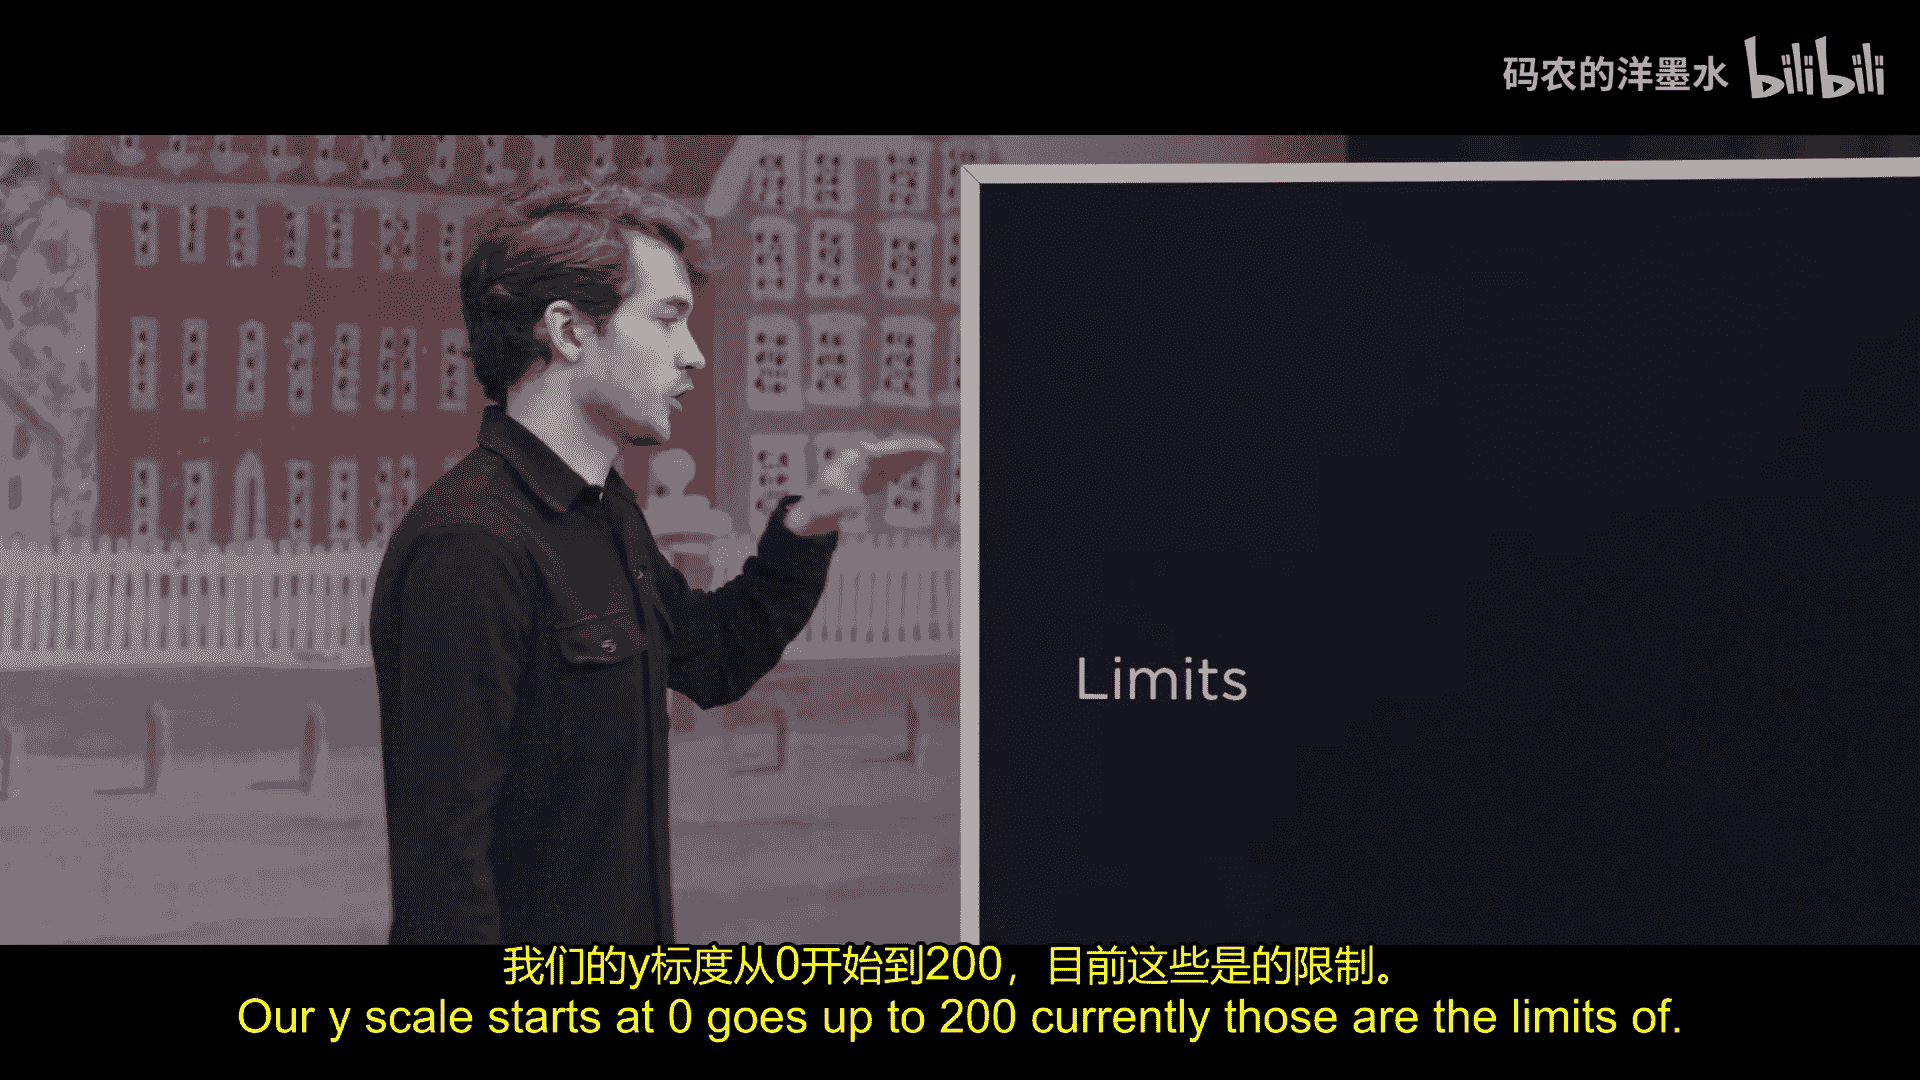 码农的洋墨水 bilibili
Limits
我们的y标度从0开始到200，目前这些是的限制。
Our y scale starts at 0 goes up to 200 currently those are the limits of.